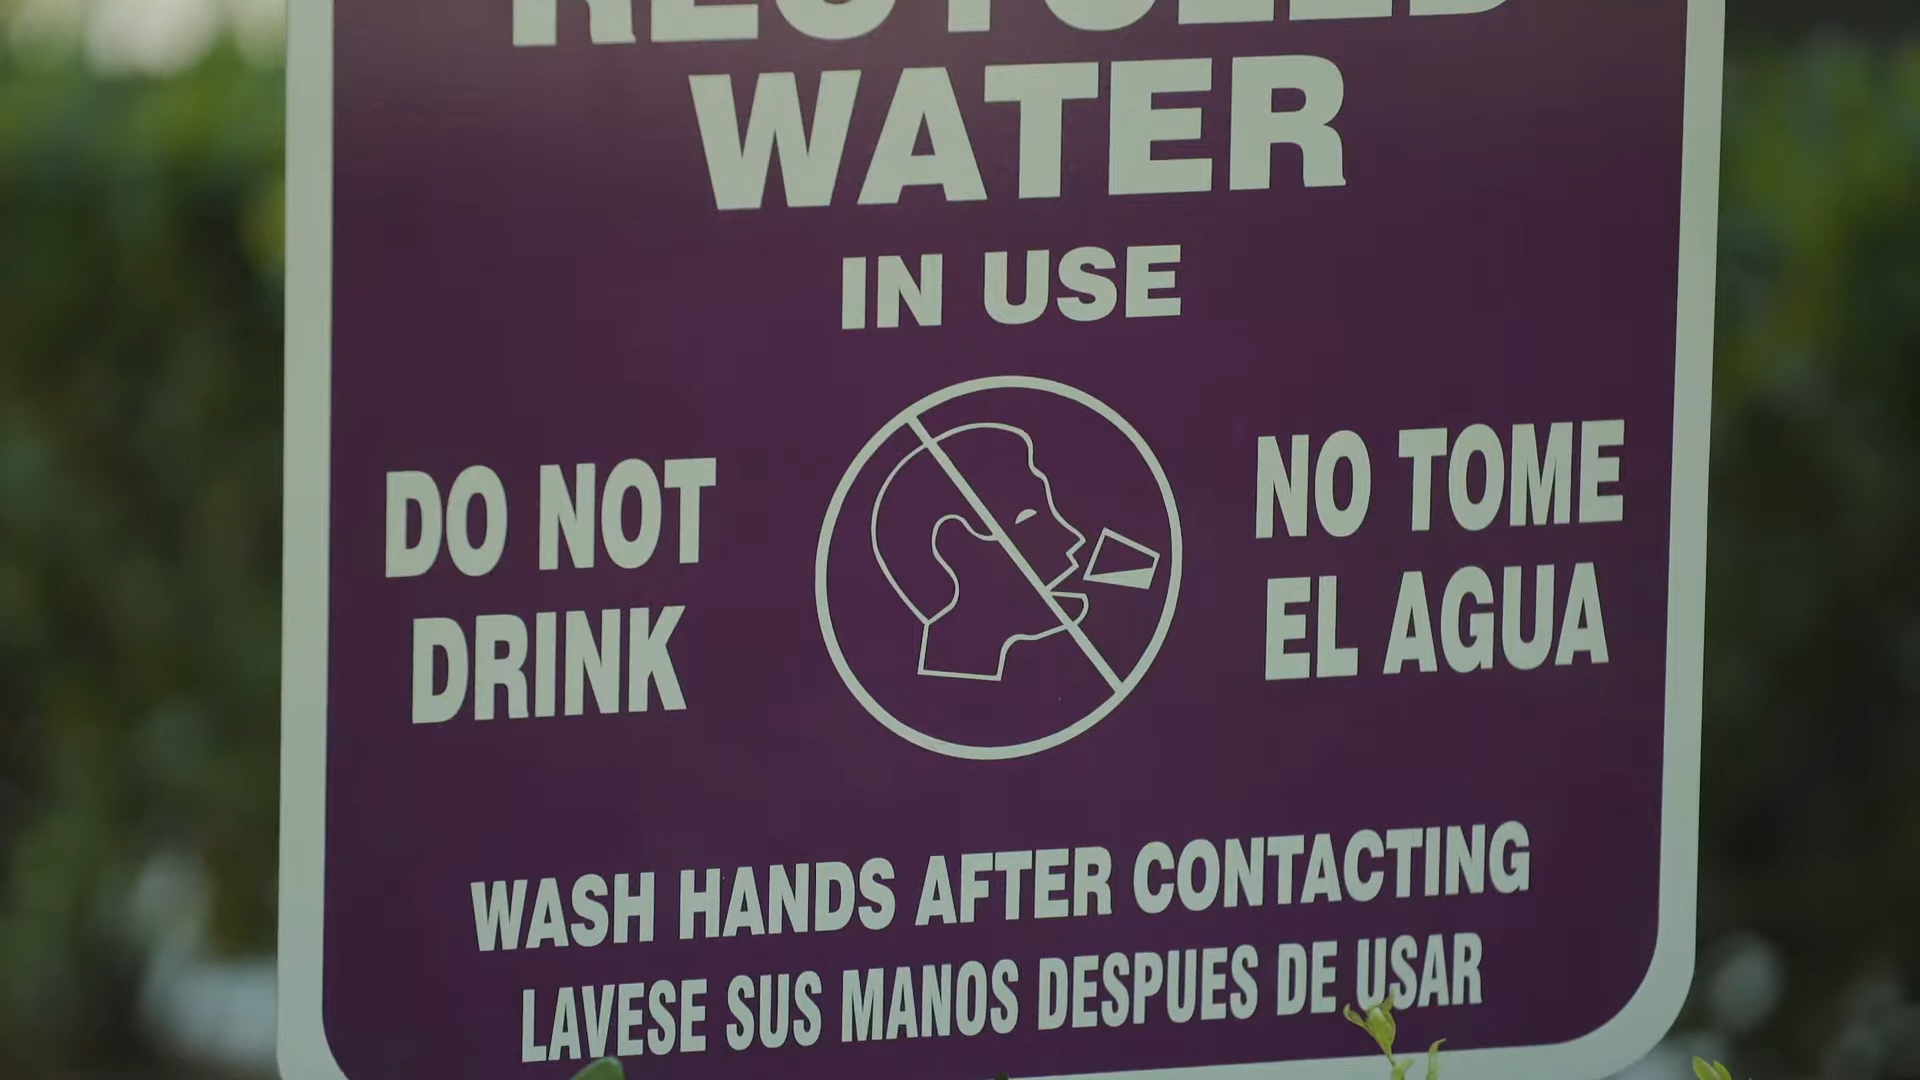 RECYCLED
WATER
IN USE
DO NOT
DRINK
NO TOME
EL AGUA
WASH HANDS AFTER CONTACTING
LAVESE SUS MANOS DESPUES DE USAR